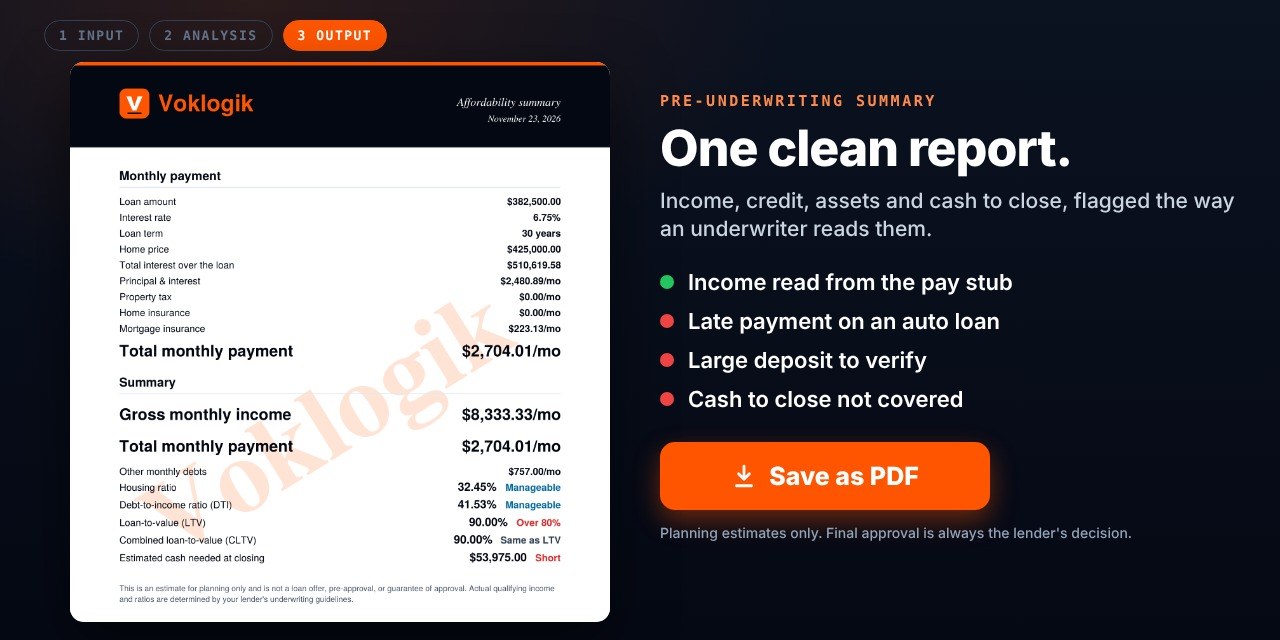 1 INPUT
2 ANALYSIS
3 OUTPUT
Voklogik
Affordability summary
November 23, 2026
Monthly payment
Loan amount $382,500.00
Interest rate 6.75%
Loan term 30 years
Home price $425,000.00
Total interest over the loan $510,619.58
Principal & interest $2,480.89/mo
Property tax $0.00/mo
Home insurance $0.00/mo
Mortgage insurance $223.13/mo
Total monthly payment $2,704.01/mo
Summary
Gross monthly income $8,333.33/mo
Total monthly payment $2,704.01/mo
Other monthly debts $757.00/mo
Housing ratio 32.45% Manageable
Debt-to-income ratio (DTI) 41.53% Manageable
Loan-to-value (LTV) 90.00% Over 80%
Combined loan-to-value (CLTV) 90.00% Same as LTV
Estimated cash needed at closing $53,975.00 Short
This is an estimate for planning only and is not a loan offer, pre-approval, or guarantee of approval. Actual qualifying income
and ratios are determined by your lender's underwriting guidelines.
Voklogik
PRE-UNDERWRITING SUMMARY
One clean report.
Income, credit, assets and cash to close, flagged the way
an underwriter reads them.
Income read from the pay stub
Late payment on an auto loan
Large deposit to verify
Cash to close not covered
Save as PDF
Planning estimates only. Final approval is always the lender's decision.